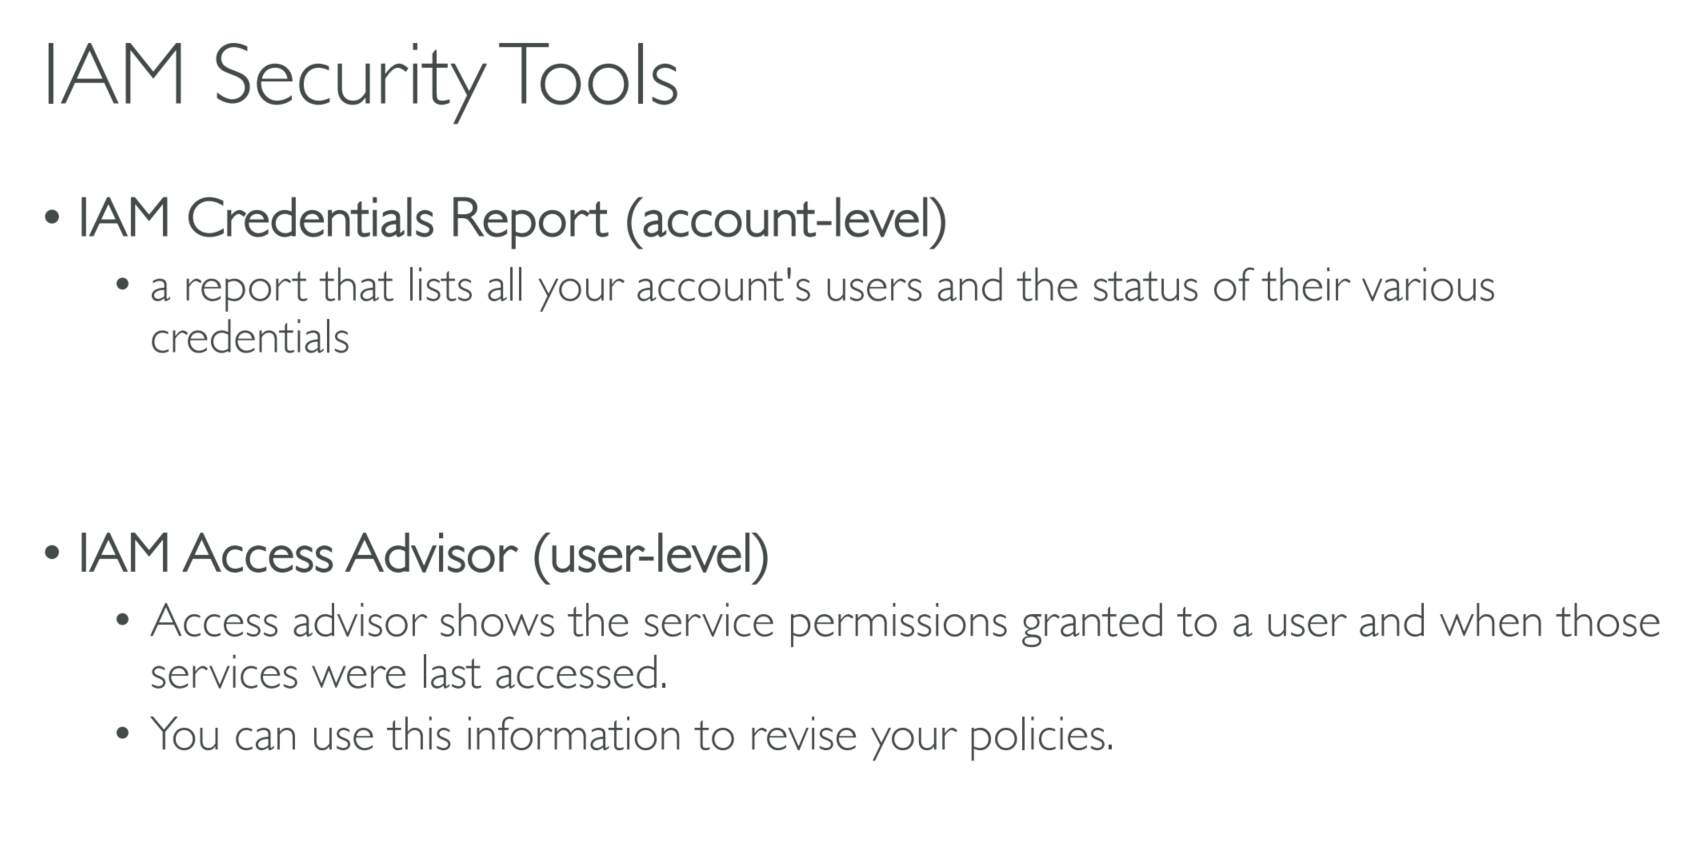 IAM Security Tools
• IAM Credentials Report (account-level)
• a report that lists all your account's users and the status of their various
credentials
• IAM Access Advisor (user-level)
• Access advisor shows the service permissions granted to a user and when those
services were last accessed.
• You can use this information to revise your policies.